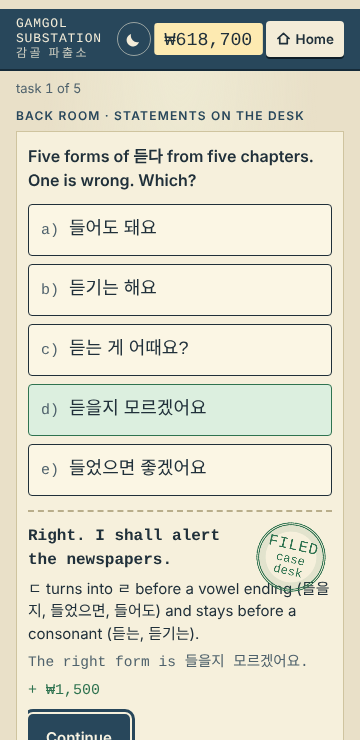 GAMGOL
SUBSTATION
감골 파출소
₩618,700
Home
task 1 of 5
BACK ROOM · STATEMENTS ON THE DESK
Five forms of 듣다 from five chapters.
One is wrong. Which?
a) 들어도 돼요
b) 듣기는 해요
c) 듣는 게 어때요?
d) 듣을지 모르겠어요
e) 들었으면 좋겠어요
Right. I shall alert
the newspapers.
FILED
case
desk
ㄷ turns into ㄹ before a vowel ending (들을
지, 들었으면, 들어도) and stays before a
consonant (듣는, 듣기는).
The right form is 들을지 모르겠어요.
+ ₩1,500
Continue